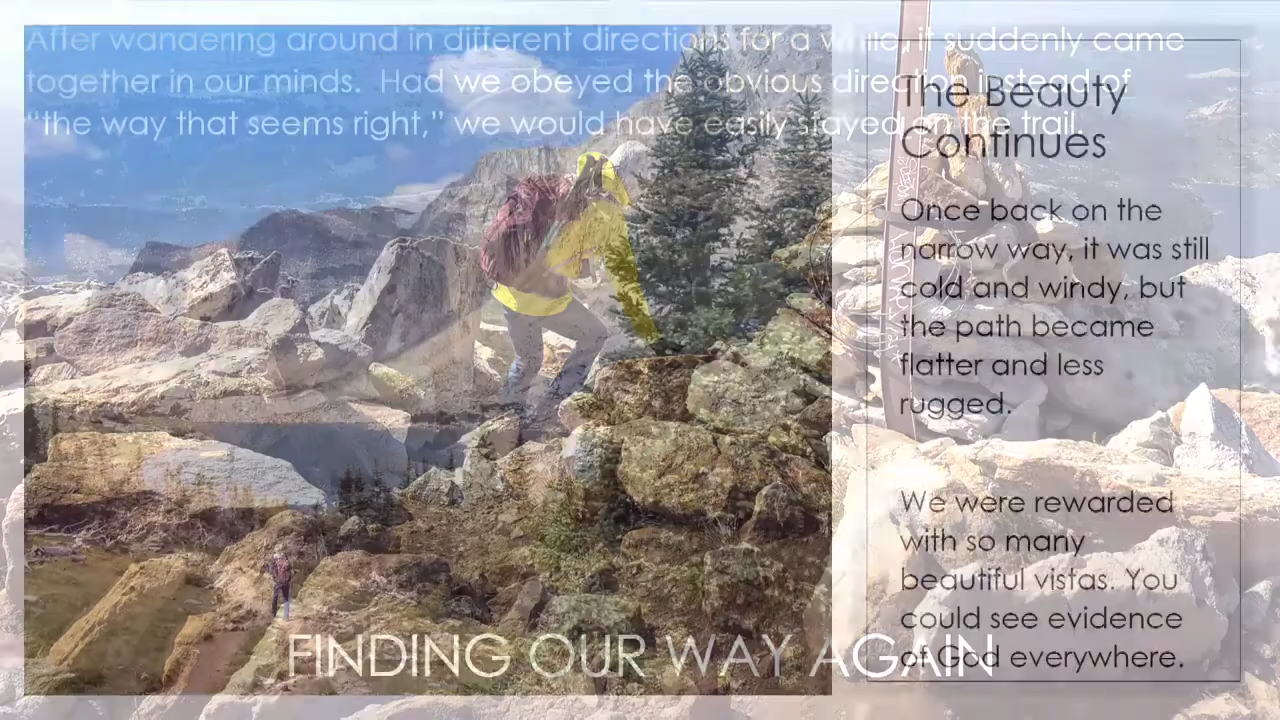 After wandering around in different directions for a while, it suddenly came
together in our minds. Had we obeyed the obvious direction instead of
“the way that seems right,” we would have easily stayed on the trail.
The Beauty
Continues
Once back on the
narrow way, it was still
cold and windy, but
the path became
flatter and less
rugged.
We were rewarded
with so many
beautiful vistas. You
could see evidence
of God everywhere.
FINDING OUR WAY AGAIN